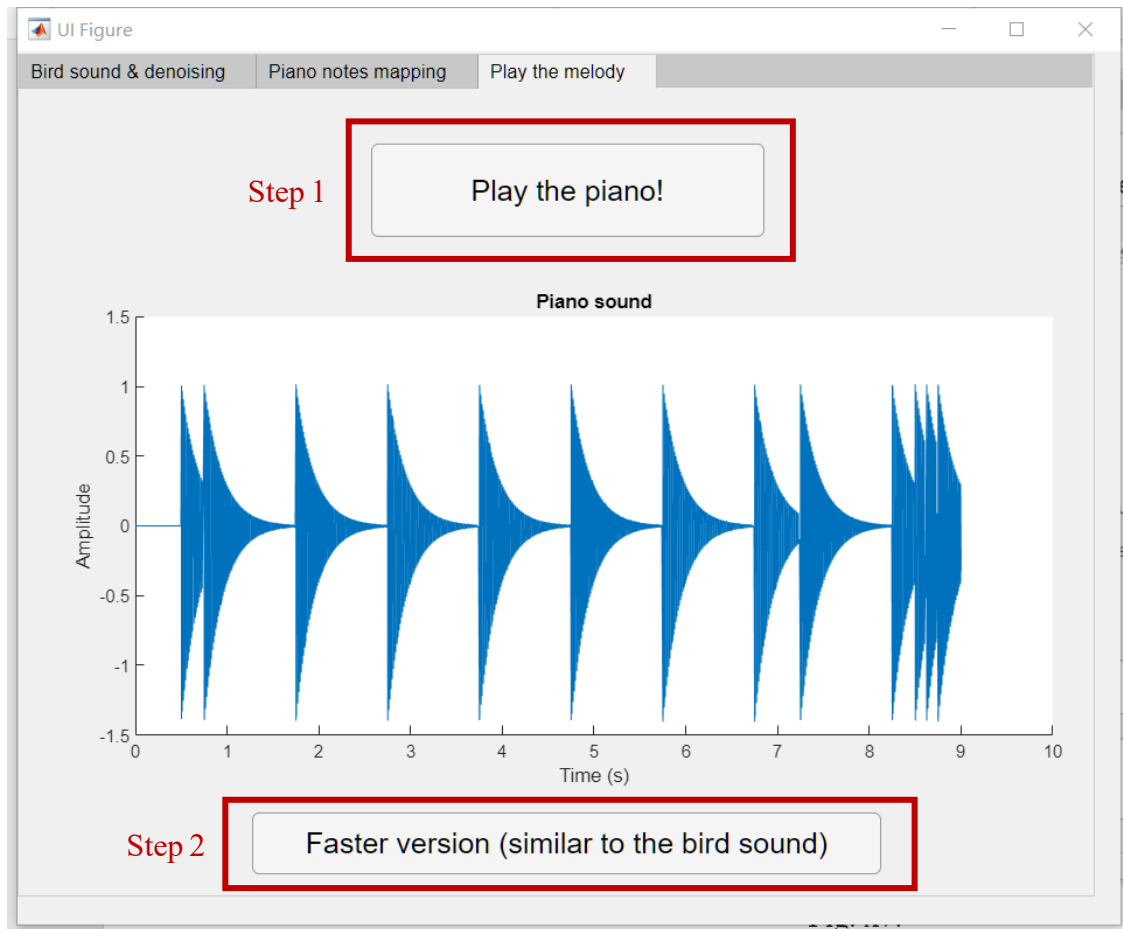 UI Figure
Bird sound & denoising Piano notes mapping Play the melody
Step 1
Play the piano!
Piano sound
1.5
1
0.5
0
-0.5
-1
-1.5
Amplitude
0 1 2 3 4 5 6 7 8 9 10
Time (s)
Step 2
Faster version (similar to the bird sound)